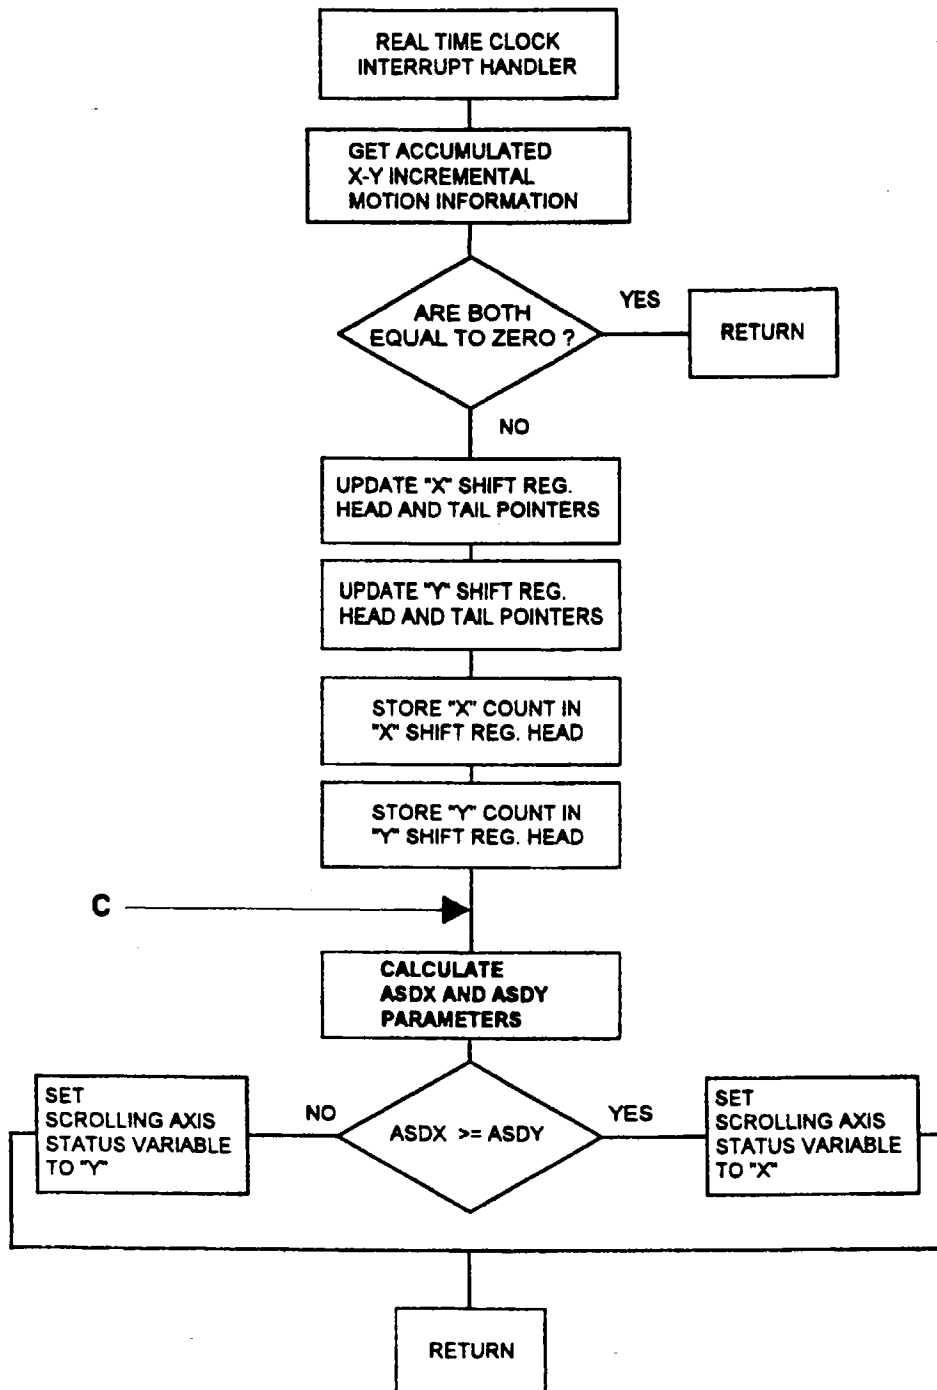 REAL TIME CLOCK
INTERRUPT HANDLER
GET ACCUMULATED
X-Y INCREMENTAL
MOTION INFORMATION
ARE BOTH
EQUAL TO ZERO ?
YES
RETURN
NO
UPDATE "X" SHIFT REG.
HEAD AND TAIL POINTERS
UPDATE "Y" SHIFT REG.
HEAD AND TAIL POINTERS
STORE "X" COUNT IN
"X" SHIFT REG. HEAD
STORE "Y" COUNT IN
"Y" SHIFT REG. HEAD
C
CALCULATE
ASDX AND ASDY
PARAMETERS
SET
SCROLLING AXIS
STATUS VARIABLE
TO "Y"
NO
ASDX >= ASDY
YES
SET
SCROLLING AXIS
STATUS VARIABLE
TO "X"
RETURN